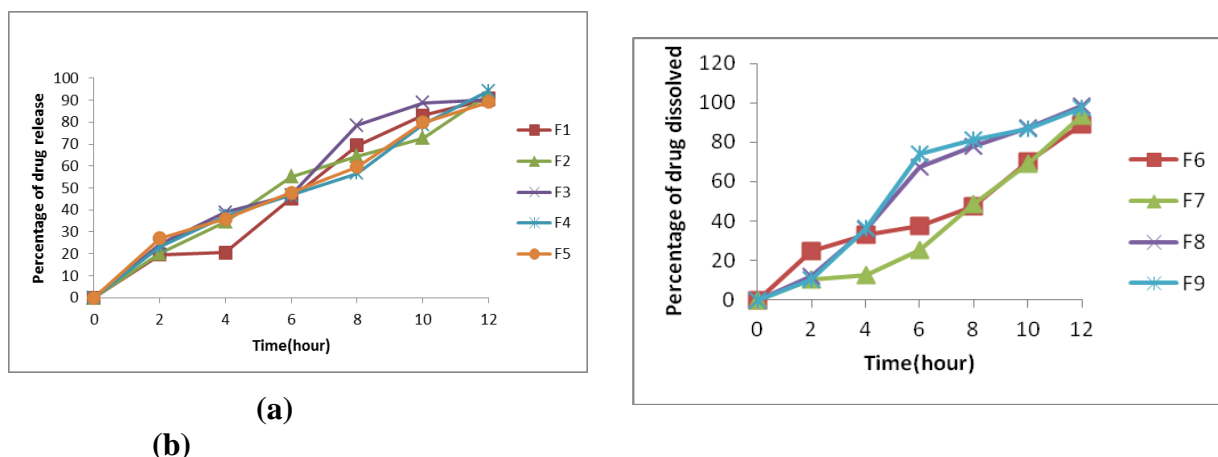 Percentage of drug release
100
90
80
70
60
50
40
30
20
10
0
0 2 4 6 8 10 12
Time(hour)
F1
F2
F3
F4
F5
Percentage of drug dissolved
120
100
80
60
40
20
0
0 2 4 6 8 10 12
Time(hour)
F6
F7
F8
F9
(a)
(b)